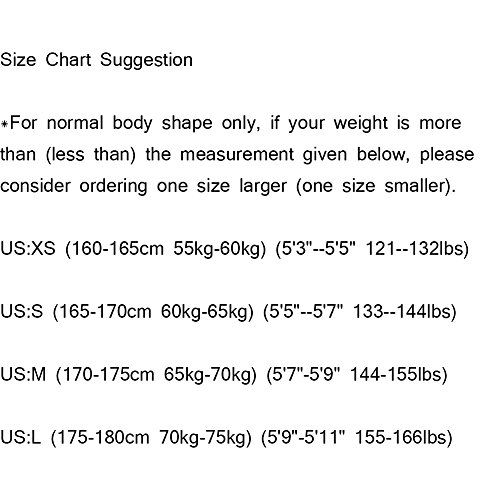 Size Chart Suggestion
*For normal body shape only, if your weight is more
than (less than) the measurement given below, please
consider ordering one size larger (one size smaller).
US:XS (160-165cm 55kg-60kg) (5'3"--5'5" 121--132lbs)
US:S (165-170cm 60kg-65kg) (5'5"--5'7" 133--144lbs)
US:M (170-175cm 65kg-70kg) (5'7"-5'9" 144-155lbs)
US:L (175-180cm 70kg-75kg) (5'9"-5'11" 155-166lbs)